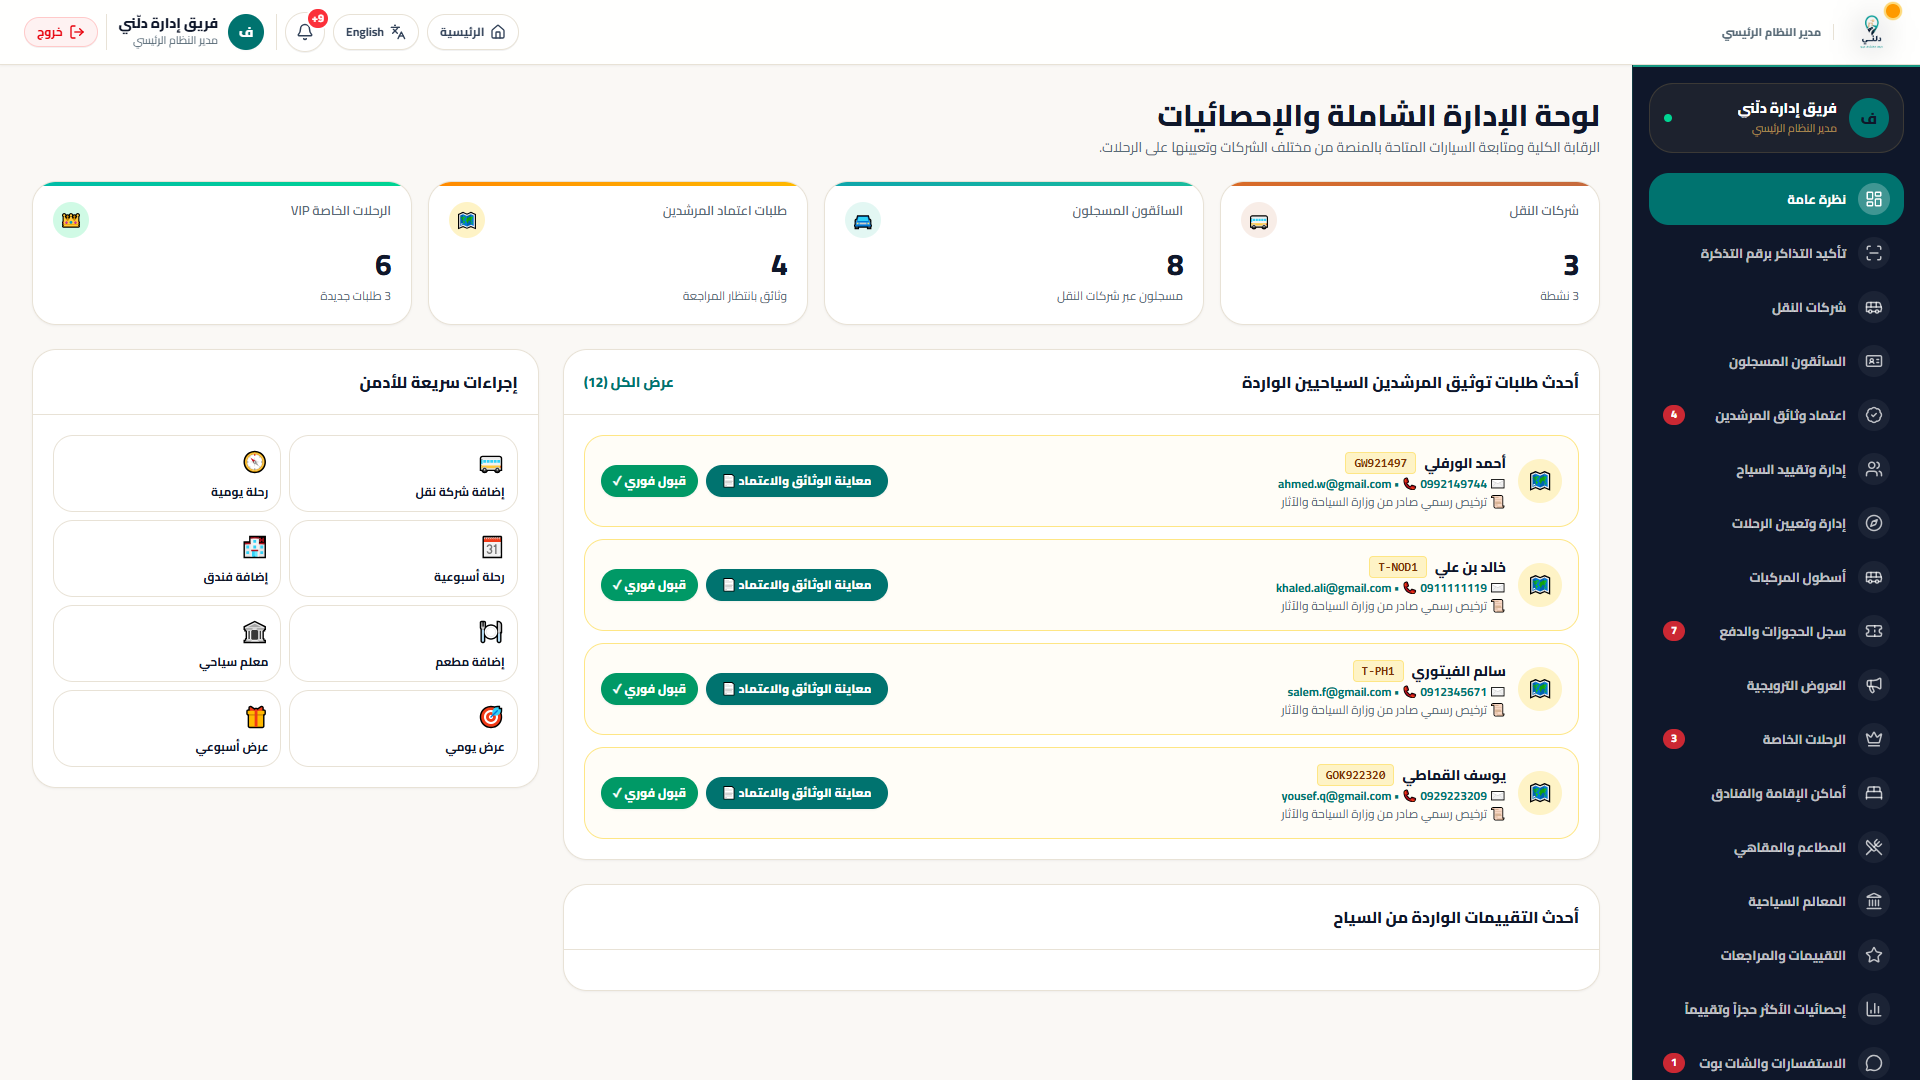 دلني
مدير النظام الرئيسي
الرئيسية
English
+9
ف
فريق إدارة دلّني
مدير النظام الرئيسي
خروج
ف
فريق إدارة دلّني
مدير النظام الرئيسي
نظرة عامة
تأكيد التذاكر برقم التذكرة
شركات النقل
السائقون المسجلون
اعتماد وثائق المرشدين
4
إدارة وتقييد السياح
إدارة وتعيين الرحلات
أسطول المركبات
سجل الحجوزات والدفع
7
العروض الترويجية
الرحلات الخاصة
3
أماكن الإقامة والفنادق
المطاعم والمقاهي
المعالم السياحية
التقييمات والمراجعات
إحصائيات الأكثر حجزاً وتقييماً
الاستفسارات والشات بوت
1
لوحة الإدارة الشاملة والإحصائيات
الرقابة الكلية ومتابعة السيارات المتاحة بالمنصة من مختلف الشركات وتعيينها على الرحلات.
شركات النقل
3
3 نشطة
السائقون المسجلون
8
مسجلون عبر شركات النقل
طلبات اعتماد المرشدين
4
وثائق بانتظار المراجعة
الرحلات الخاصة VIP
6
3 طلبات جديدة
أحدث طلبات توثيق المرشدين السياحيين الواردة
عرض الكل (12)
أحمد الورفلي GW921497
ahmed.w@gmail.com • 📞 0992149744
ترخيص رسمي صادر من وزارة السياحة والآثار
معاينة الوثائق والاعتماد
قبول فوري ✓
خالد بن علي T-NOD1
khaled.ali@gmail.com • 📞 0911111119
ترخيص رسمي صادر من وزارة السياحة والآثار
معاينة الوثائق والاعتماد
قبول فوري ✓
سالم الفيتوري T-PH1
salem.f@gmail.com • 📞 0912345671
ترخيص رسمي صادر من وزارة السياحة والآثار
معاينة الوثائق والاعتماد
قبول فوري ✓
يوسف القماطي GOK922320
yousef.q@gmail.com • 📞 0929223209
ترخيص رسمي صادر من وزارة السياحة والآثار
معاينة الوثائق والاعتماد
قبول فوري ✓
إجراءات سريعة للأدمن
إضافة شركة نقل
رحلة يومية
31
رحلة أسبوعية
إضافة فندق
إضافة مطعم
معلم سياحي
عرض يومي
عرض أسبوعي
أحدث التقييمات الواردة من السياح